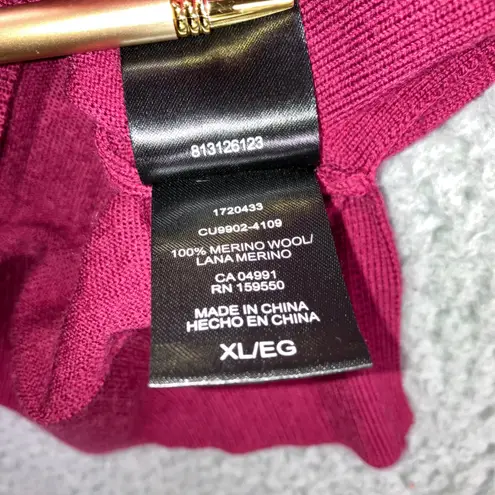 813126123
1720433
CU9902-4109
100% MERINO WOOL/
LANA MERINO
CA 04991
RN 159550
MADE IN CHINA
HECHO EN CHINA
XL/EG